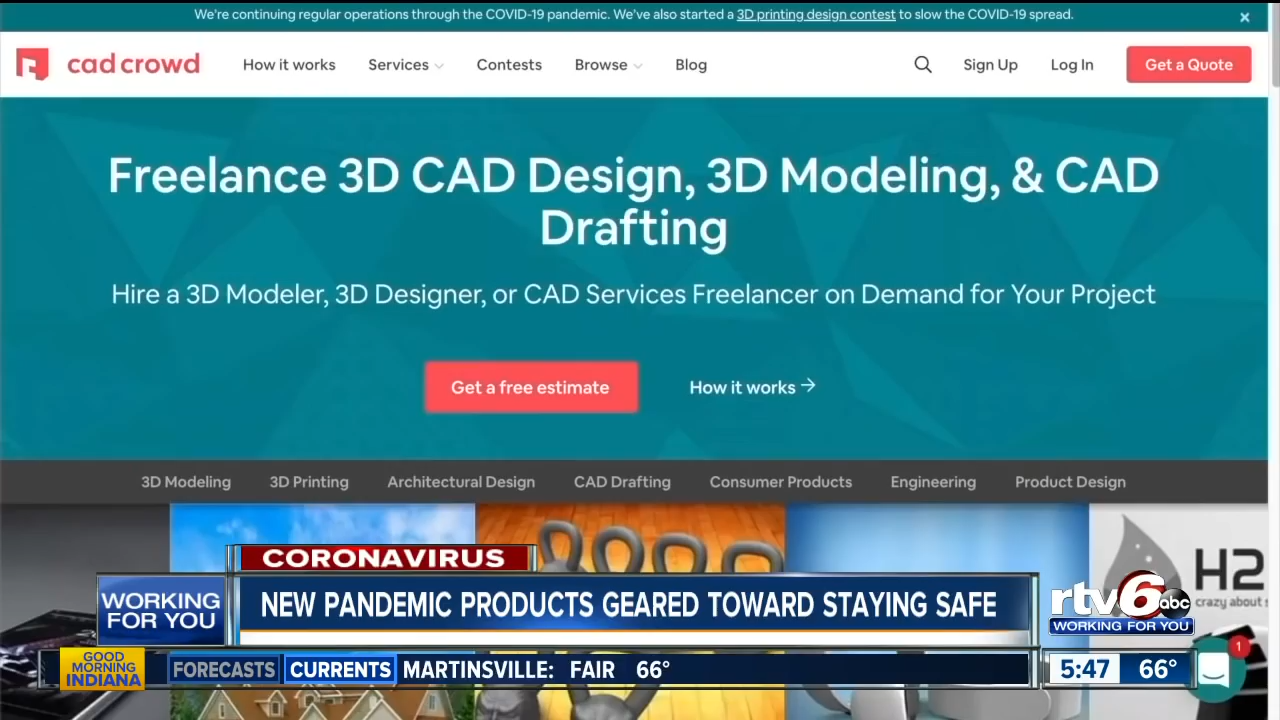 We're continuing regular operations through the COVID-19 pandemic. We've also started a 3D printing design contest to slow the COVID-19 spread.
cad crowd
How it works
Services
Contests
Browse
Blog
Sign Up
Log In
Get a Quote
Freelance 3D CAD Design, 3D Modeling, & CAD
Drafting
Hire a 3D Modeler, 3D Designer, or CAD Services Freelancer on Demand for Your Project
Get a free estimate
How it works
3D Modeling
3D Printing
Architectural Design
CAD Drafting
Consumer Products
Engineering
Product Design
H2
crazy about
CORONAVIRUS
WORKING
FOR YOU
NEW PANDEMIC PRODUCTS GEARED TOWARD STAYING SAFE
rtv6 abc
WORKING FOR YOU
GOOD
MORNING
INDIANA
FORECASTS
CURRENTS
MARTINSVILLE: FAIR 66°
5:47
66°
1